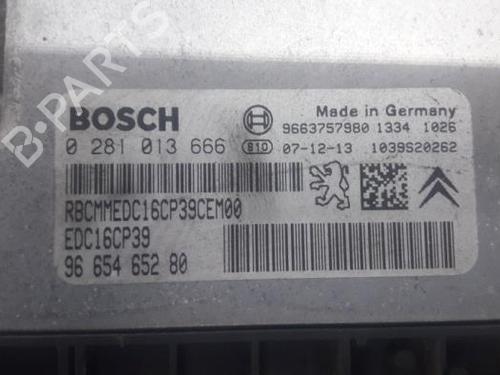 B-PARTS
BOSCH
Made in Germany
9663757980 1334 1026
0 281 013 666
810 07-12-13 1039S20262
RBCMMEDC16CP39CEM00
EDC16CP39
96 654 652 80